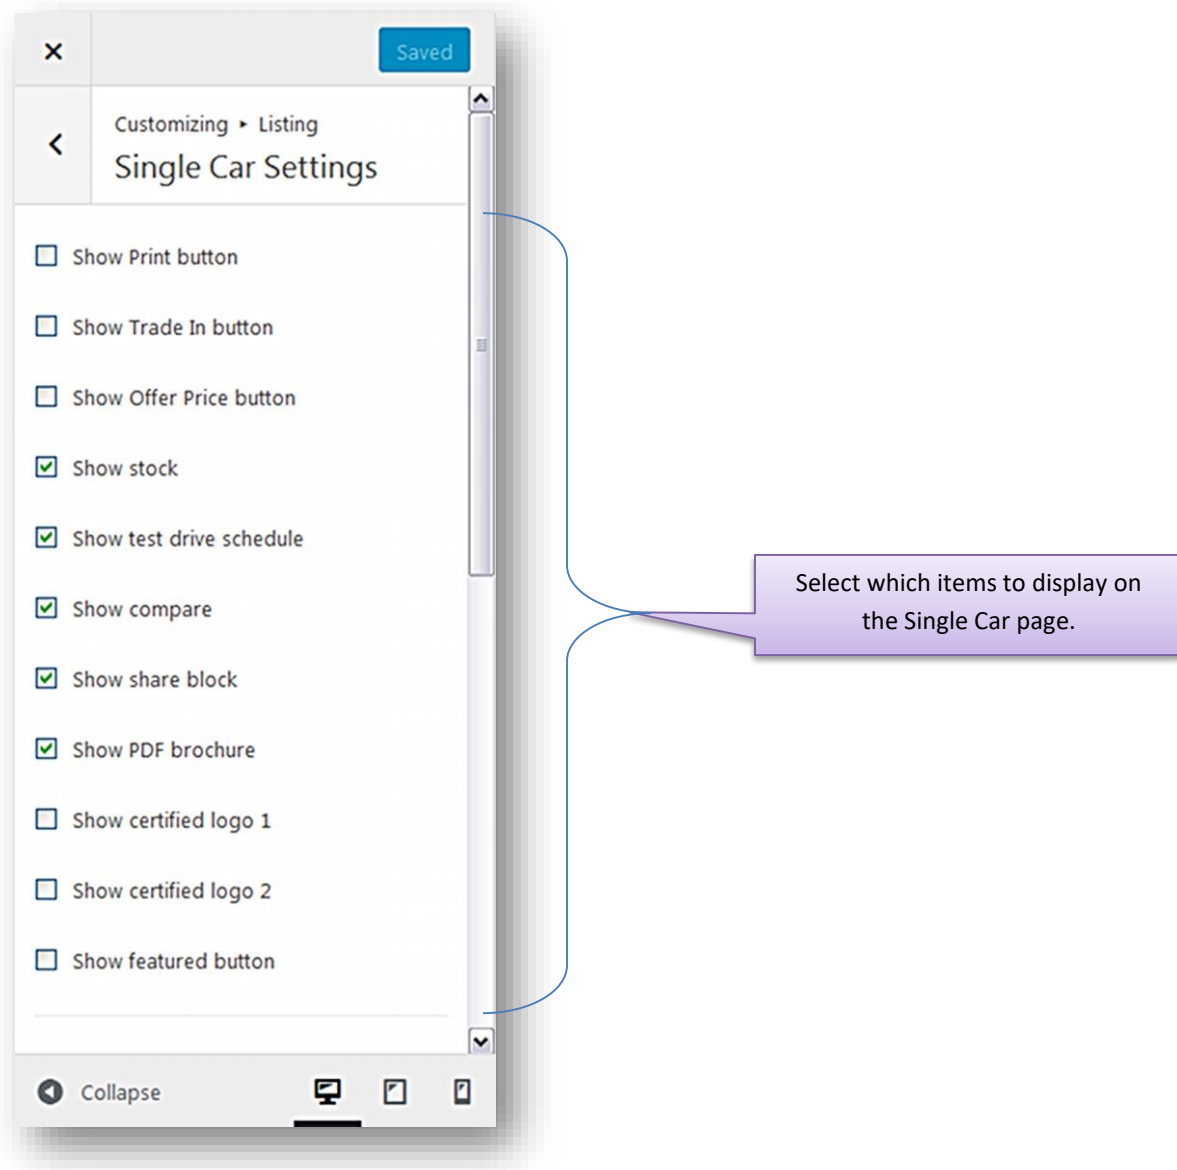 Saved
Customizing ▸ Listing
Single Car Settings
Show Print button
Show Trade In button
Show Offer Price button
Show stock
Show test drive schedule
Show compare
Show share block
Show PDF brochure
Show certified logo 1
Show certified logo 2
Show featured button
Collapse
Select which items to display on
the Single Car page.